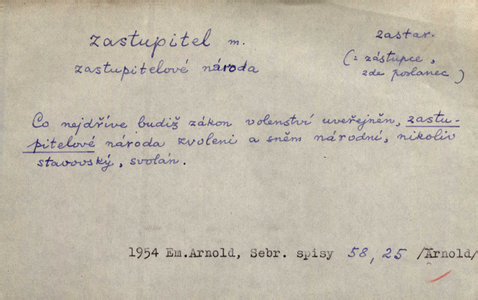 zastupitel m. zastar.
(= zástupce,
zastupitelové národa zde poslanec)
Co nejdříve budiž zákon volenství uveřejněn, zastu-
pitelové národa zvoleni a sněm národní, nikoliv
stavovský, svolán.
1954 Em.Arnold, Sebr. spisy 58, 25 /Arnold/